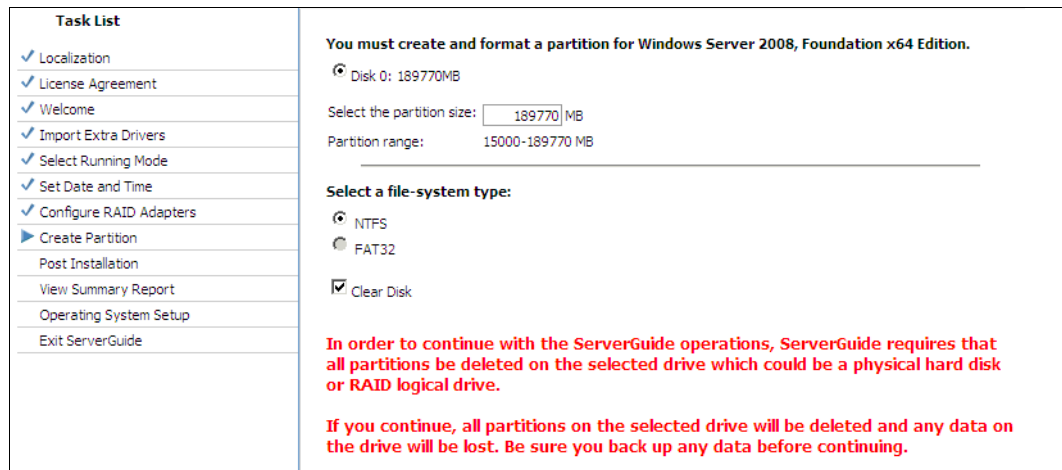 Task List
Localization
License Agreement
Welcome
Import Extra Drivers
Select Running Mode
Set Date and Time
Configure RAID Adapters
Create Partition
Post Installation
View Summary Report
Operating System Setup
Exit ServerGuide
You must create and format a partition for Windows Server 2008, Foundation x64 Edition.
Disk 0: 189770MB
Select the partition size: 189770 MB
Partition range: 15000-189770 MB
Select a file-system type:
NTFS
FAT32
Clear Disk
In order to continue with the ServerGuide operations, ServerGuide requires that
all partitions be deleted on the selected drive which could be a physical hard disk
or RAID logical drive.
If you continue, all partitions on the selected drive will be deleted and any data on
the drive will be lost. Be sure you back up any data before continuing.